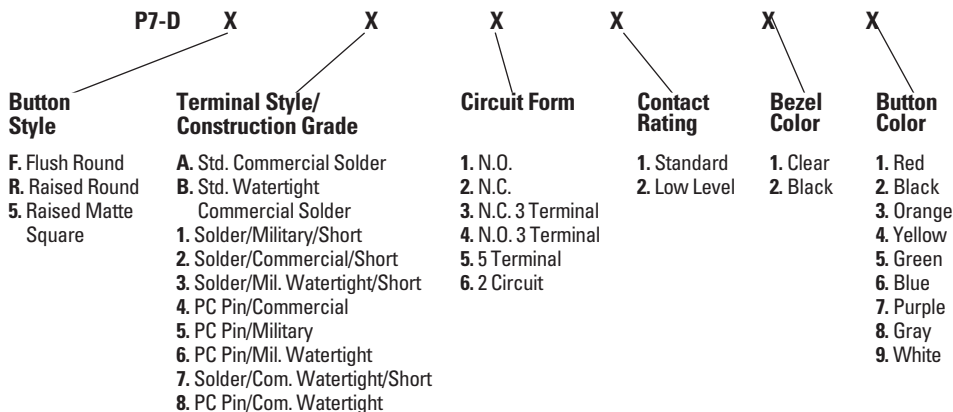 P7-D X X X X X X
Button
Style
F. Flush Round
R. Raised Round
5. Raised Matte
Square
Terminal Style/
Construction Grade
A. Std. Commercial Solder
B. Std. Watertight
Commercial Solder
1. Solder/Military/Short
2. Solder/Commercial/Short
3. Solder/Mil. Watertight/Short
4. PC Pin/Commercial
5. PC Pin/Military
6. PC Pin/Mil. Watertight
7. Solder/Com. Watertight/Short
8. PC Pin/Com. Watertight
Circuit Form
1. N.O.
2. N.C.
3. N.C. 3 Terminal
4. N.O. 3 Terminal
5. 5 Terminal
6. 2 Circuit
Contact
Rating
1. Standard
2. Low Level
Bezel
Color
1. Clear
2. Black
Button
Color
1. Red
2. Black
3. Orange
4. Yellow
5. Green
6. Blue
7. Purple
8. Gray
9. White